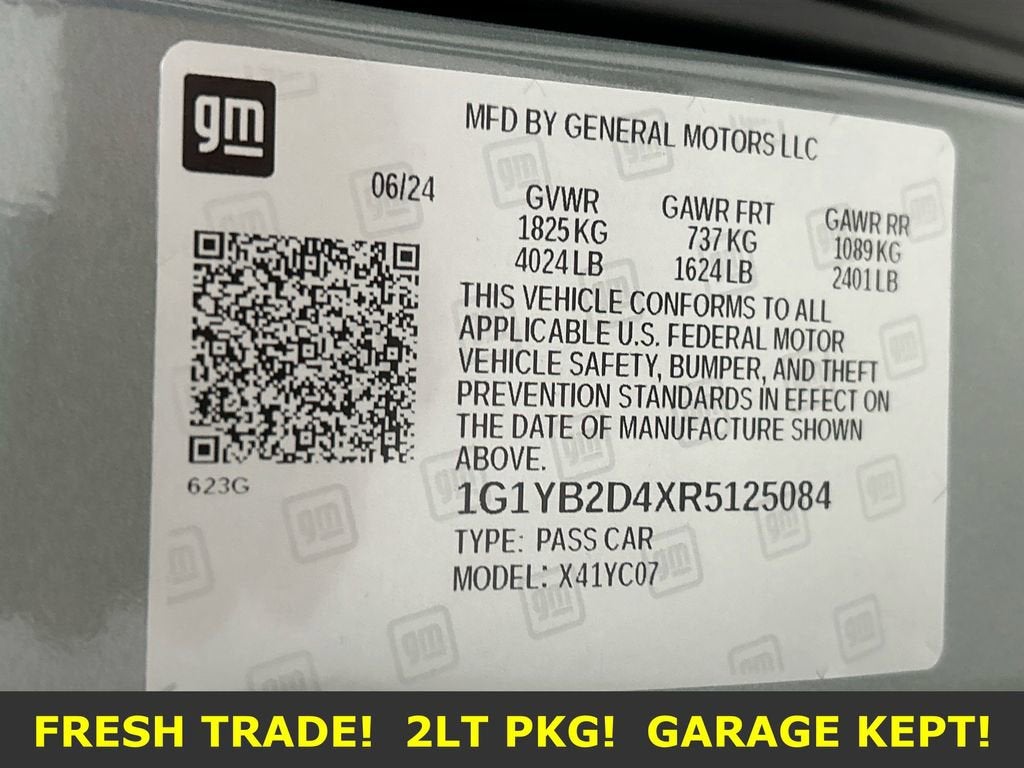 gm
MFD BY GENERAL MOTORS LLC
06/24
GVWR
1825 KG
4024 LB
GAWR FRT
737 KG
1624 LB
GAWR RR
1089 KG
2401 LB
THIS VEHICLE CONFORMS TO ALL
APPLICABLE U.S. FEDERAL MOTOR
VEHICLE SAFETY, BUMPER, AND THEFT
PREVENTION STANDARDS IN EFFECT ON
THE DATE OF MANUFACTURE SHOWN
ABOVE.
623G
1G1YB2D4XR5125084
TYPE: PASS CAR
MODEL: X41YC07
FRESH TRADE! 2LT PKG! GARAGE KEPT!